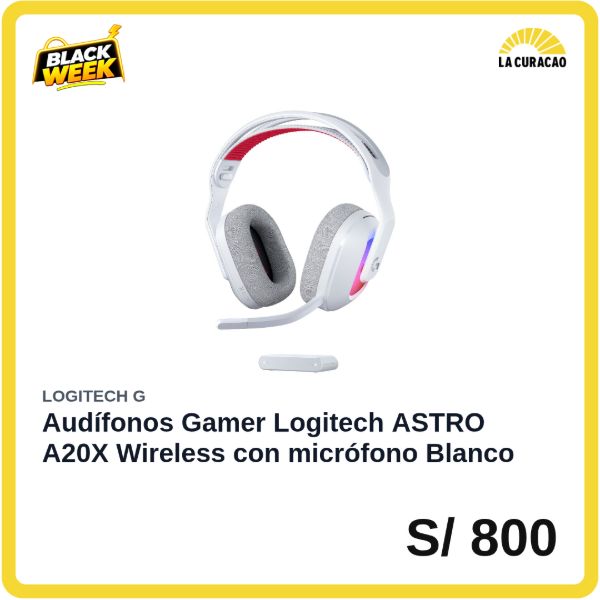 BLACK
WEEK
LA CURACAO
LOGITECH G
Audífonos Gamer Logitech ASTRO
A20X Wireless con micrófono Blanco
S/ 800